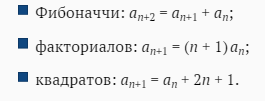 Фибоначчи: aₙ₊₂ = aₙ₊₁ + aₙ;
факториалов: aₙ₊₁ = (n + 1) aₙ;
квадратов: aₙ₊₁ = aₙ + 2n + 1.